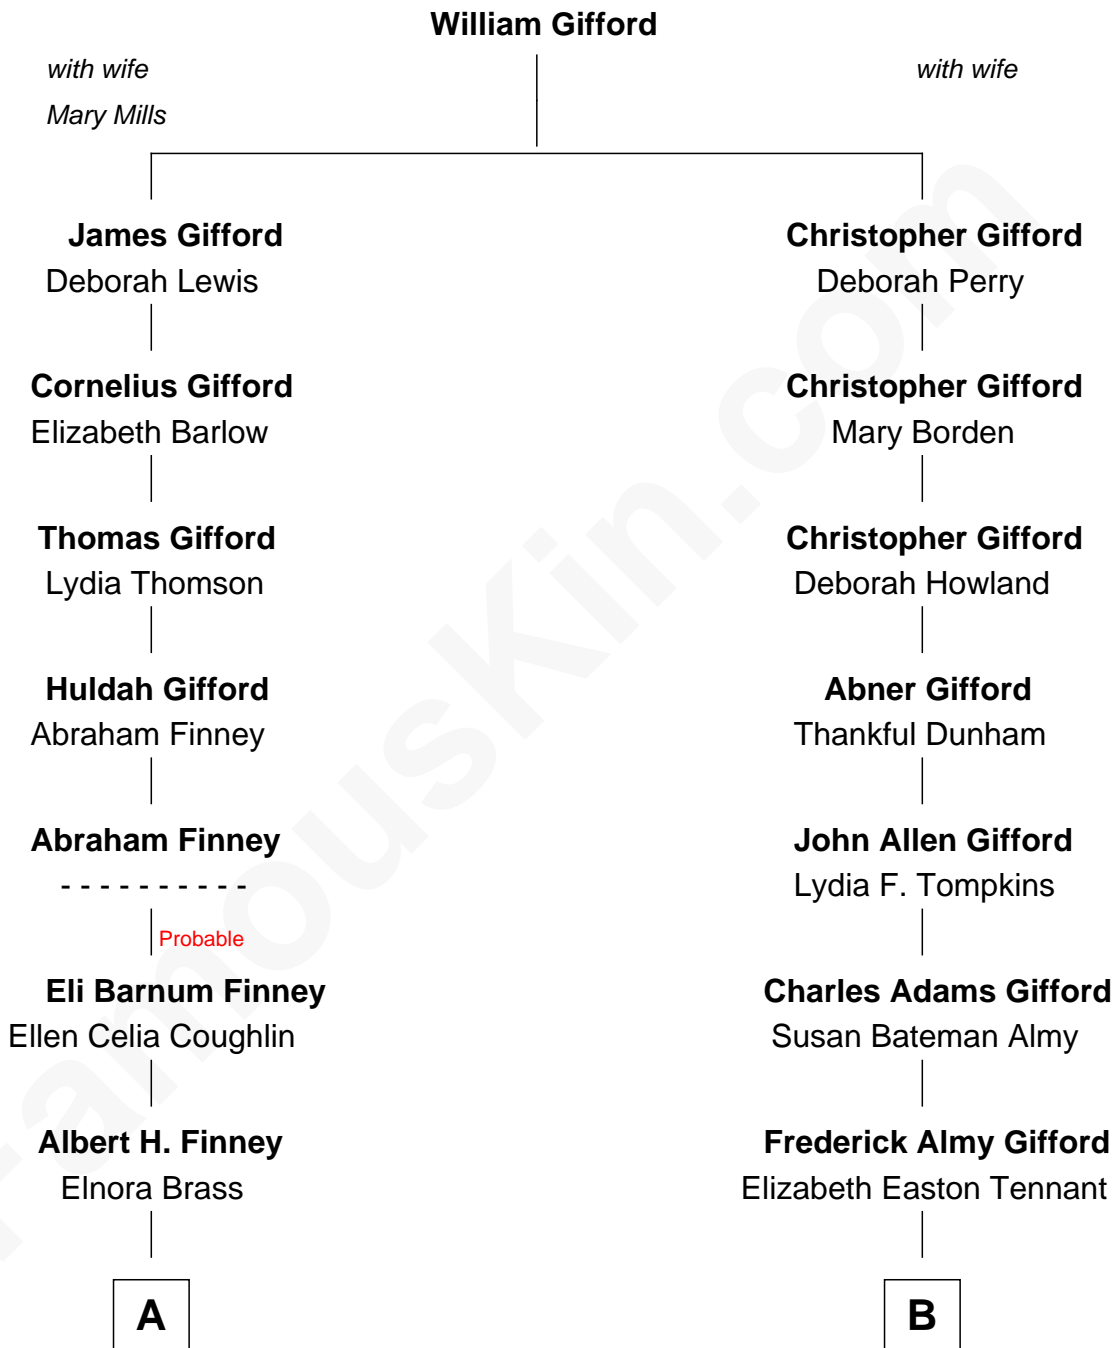 William Gifford
with wife
Mary Mills
with wife
James Gifford
Deborah Lewis
Christopher Gifford
Deborah Perry
Cornelius Gifford
Elizabeth Barlow
Christopher Gifford
Mary Borden
Thomas Gifford
Lydia Thomson
Christopher Gifford
Deborah Howland
Huldah Gifford
Abraham Finney
Abner Gifford
Thankful Dunham
Abraham Finney
- - - - - - - - - -
John Allen Gifford
Lydia F. Tompkins
Probable
Eli Barnum Finney
Ellen Celia Coughlin
Charles Adams Gifford
Susan Bateman Almy
Albert H. Finney
Elnora Brass
Frederick Almy Gifford
Elizabeth Easton Tennant
A
B
FamousKin.com